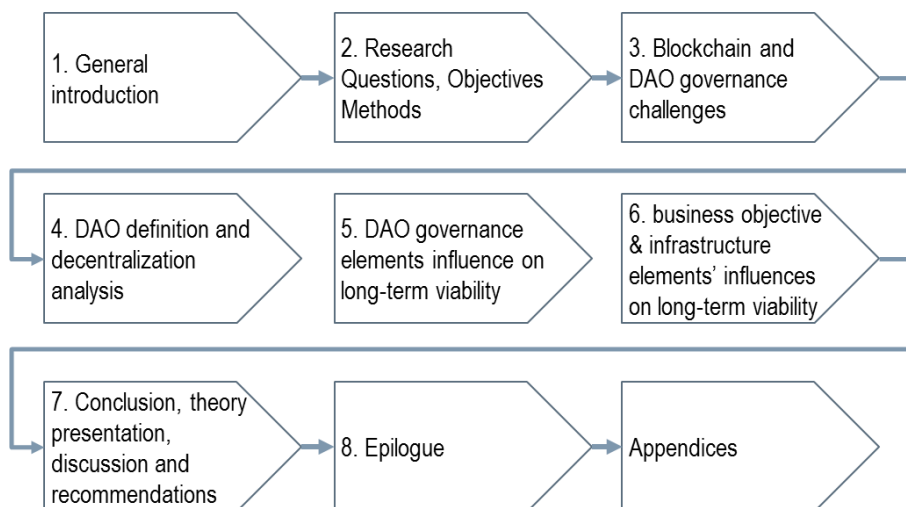 1. General
introduction
2. Research
Questions, Objectives
Methods
3. Blockchain and
DAO governance
challenges
4. DAO definition and
decentralization
analysis
5. DAO governance
elements influence on
long-term viability
6. business objective
& infrastructure
elements’ influences
on long-term viability
7. Conclusion, theory
presentation,
discussion and
recommendations
8. Epilogue
Appendices